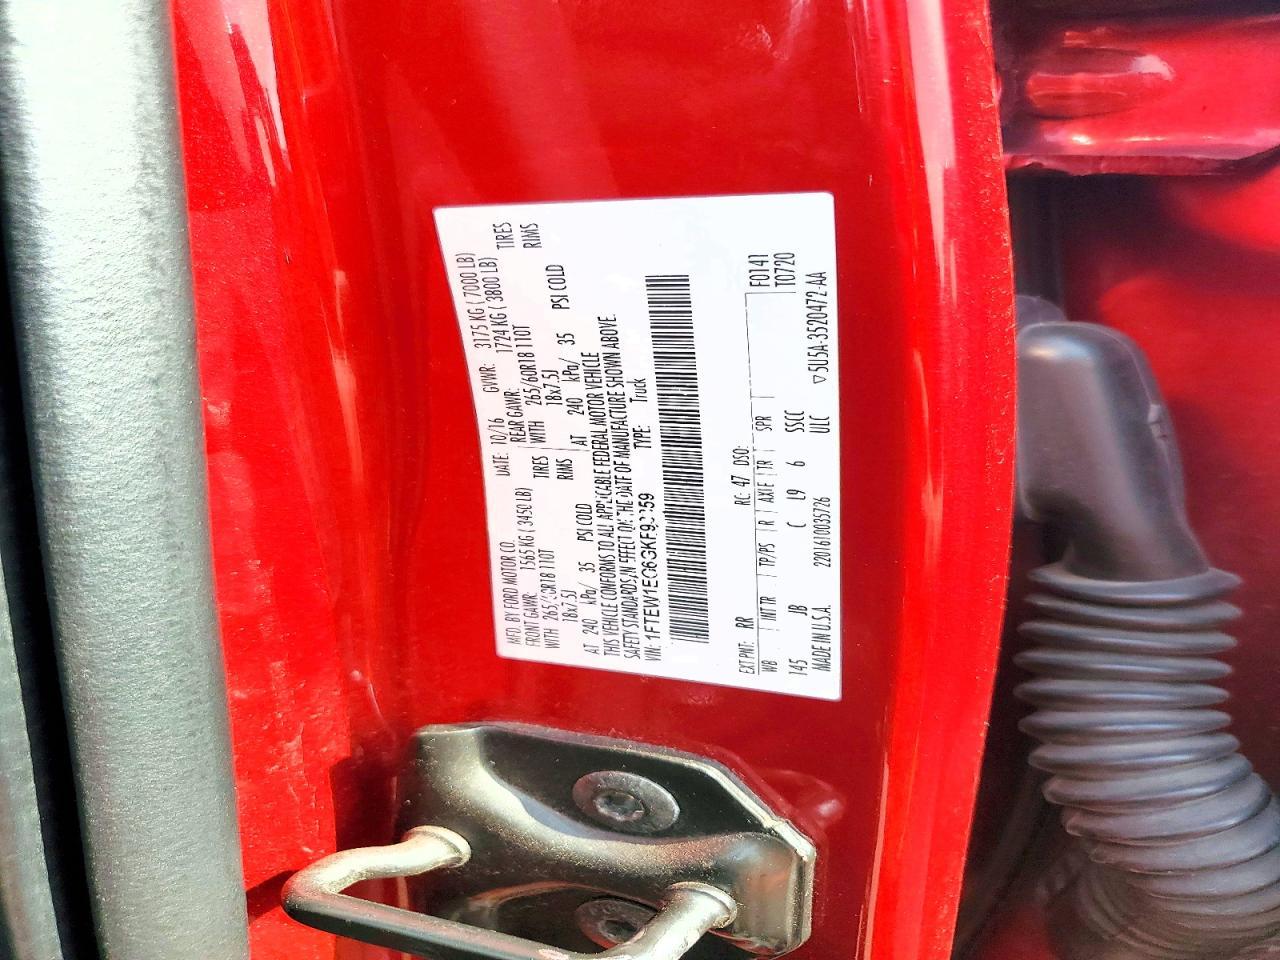 MFD. BY FORD MOTOR CO. DATE: 10/16 GVWR: 3175 KG ( 7000 LB)
FRONT GAWR: 1565 KG ( 3450 LB) REAR GAWR: 1724 KG ( 3800 LB)
WITH TIRES WITH 265/60R18 110T TIRES
18x7.5J RIMS 18x7.5J RIMS
AT 240 kPa/ 35 PSI COLD AT 240 kPa/ 35 PSI COLD
THIS VEHICLE CONFORMS TO ALL APPLICABLE FEDERAL MOTOR VEHICLE
SAFETY STANDARDS IN EFFECT ON THE DATE OF MANUFACTURE SHOWN ABOVE.
VIN: TYPE: Truck
EXT PNT: RR RC: 47 DSO: F0141
WB INT TR TP/PS R AXLE TR SPR T0720
145 JB C L9 6 SSCC
MADE IN U.S.A. 2201610035726 ULC ▽5U5A-3520472-AA